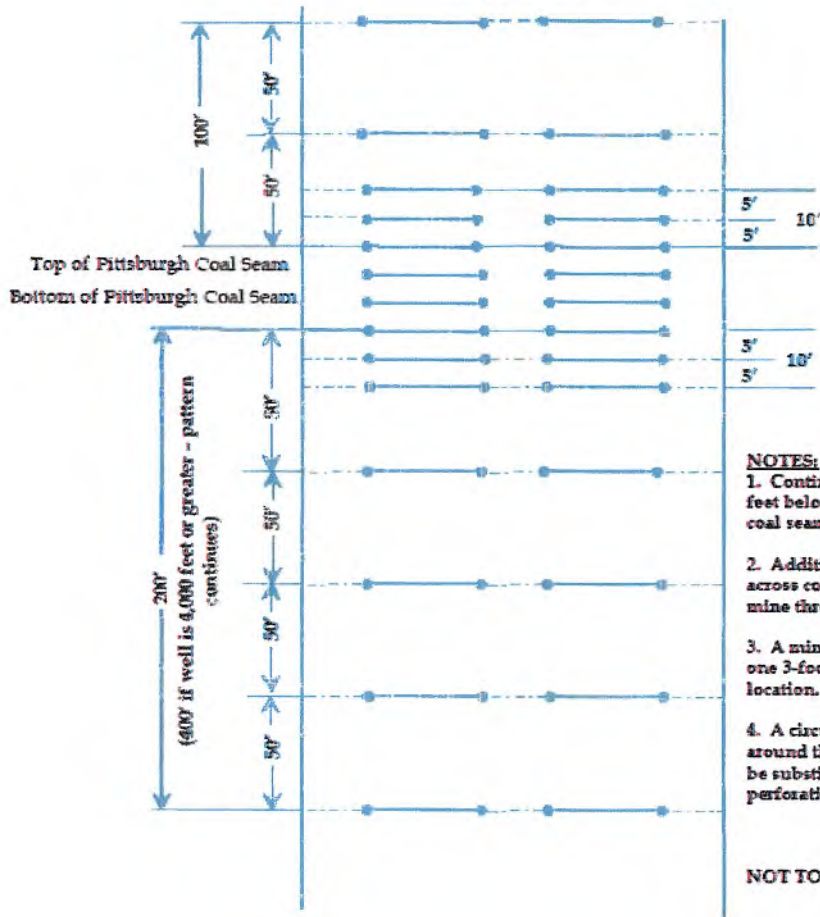 100'
50'
50'
5'
5'
10'
Top of Pittsburgh Coal Seam
Bottom of Pittsburgh Coal Seam
5'
5'
10'
200'
(400' if well is 4,000 feet or greater - pattern
continues)
50'
50'
50'
50'
NOTES:
1.
feet
coal
2.
across
mine
3. A
one
location.
4. A
around
be
NOT TO